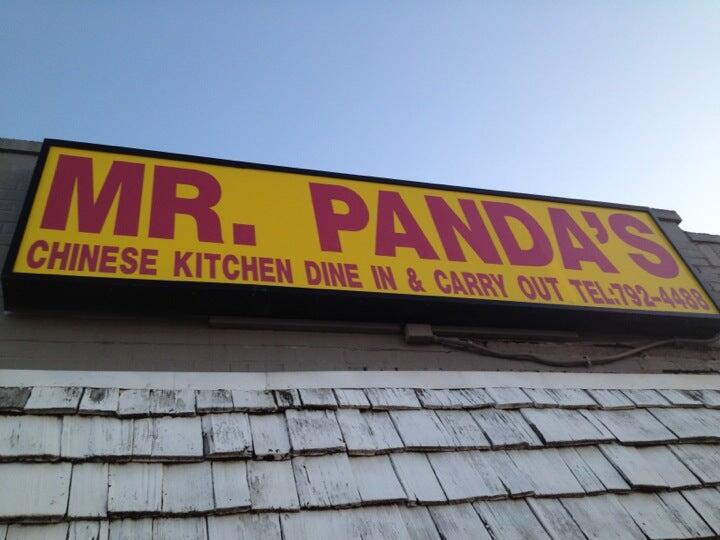 MR. PANDA'S
CHINESE KITCHEN DINE IN & CARRY OUT TEL:792-4488